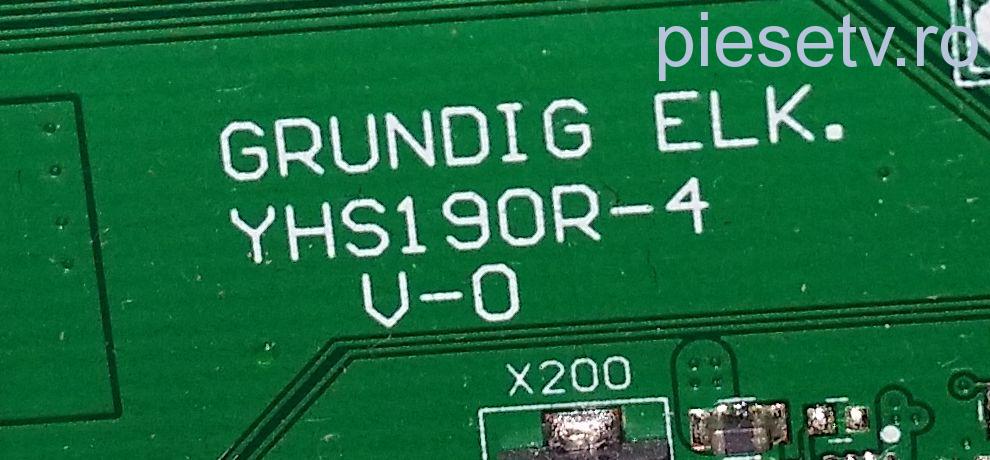 piesetv.ro
GRUNDIG ELK.
YHS190R-4
V-0
X200